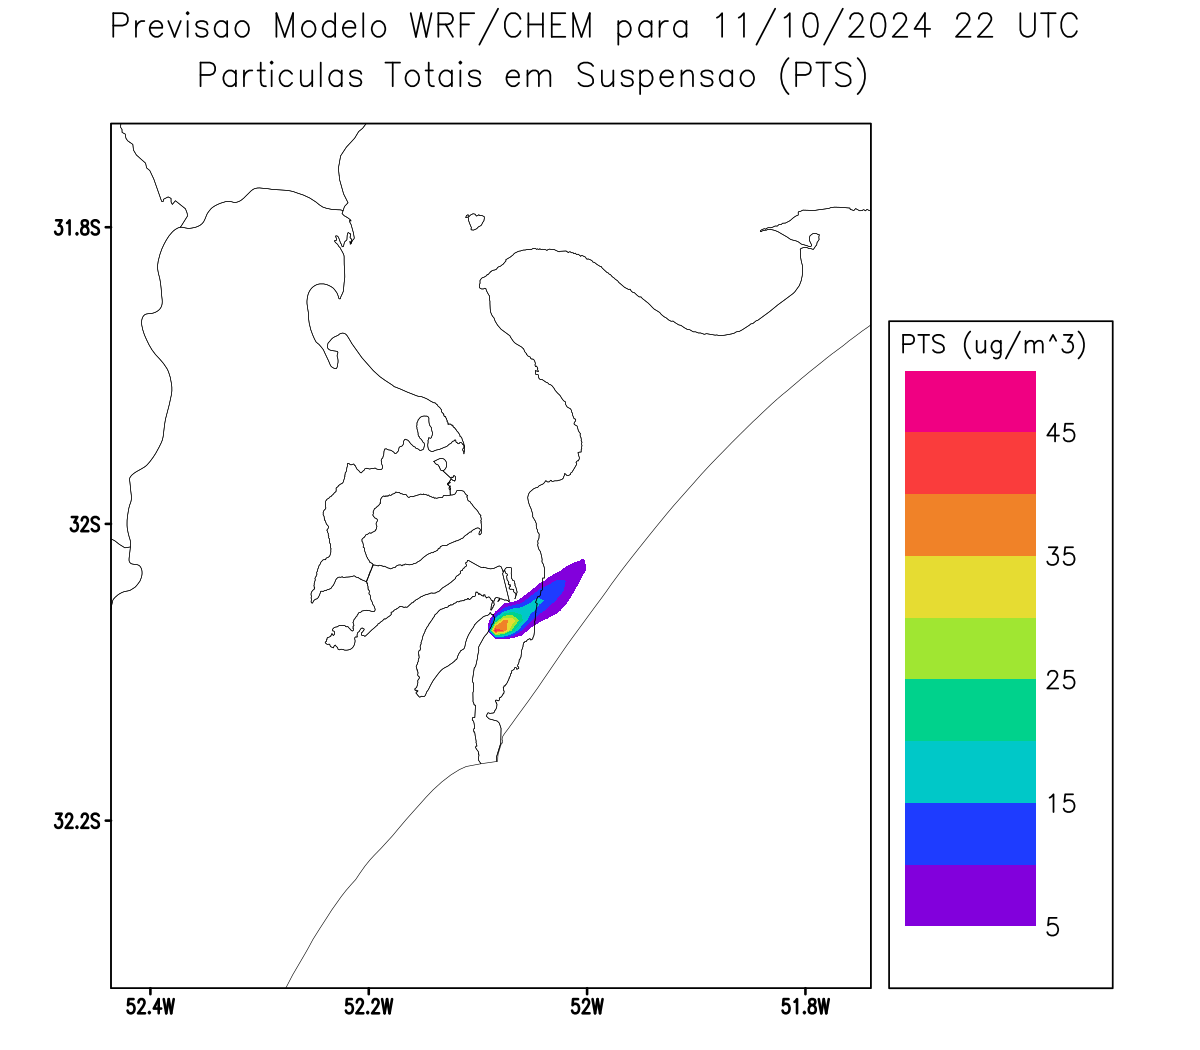 Previsao Modelo WRF/CHEM para 11/10/2024 22 UTC
Particulas Totais em Suspensao (PTS)
31.8S
32S
32.2S
52.4W
52.2W
52W
51.8W
PTS (ug/m^3)
45
35
25
15
5